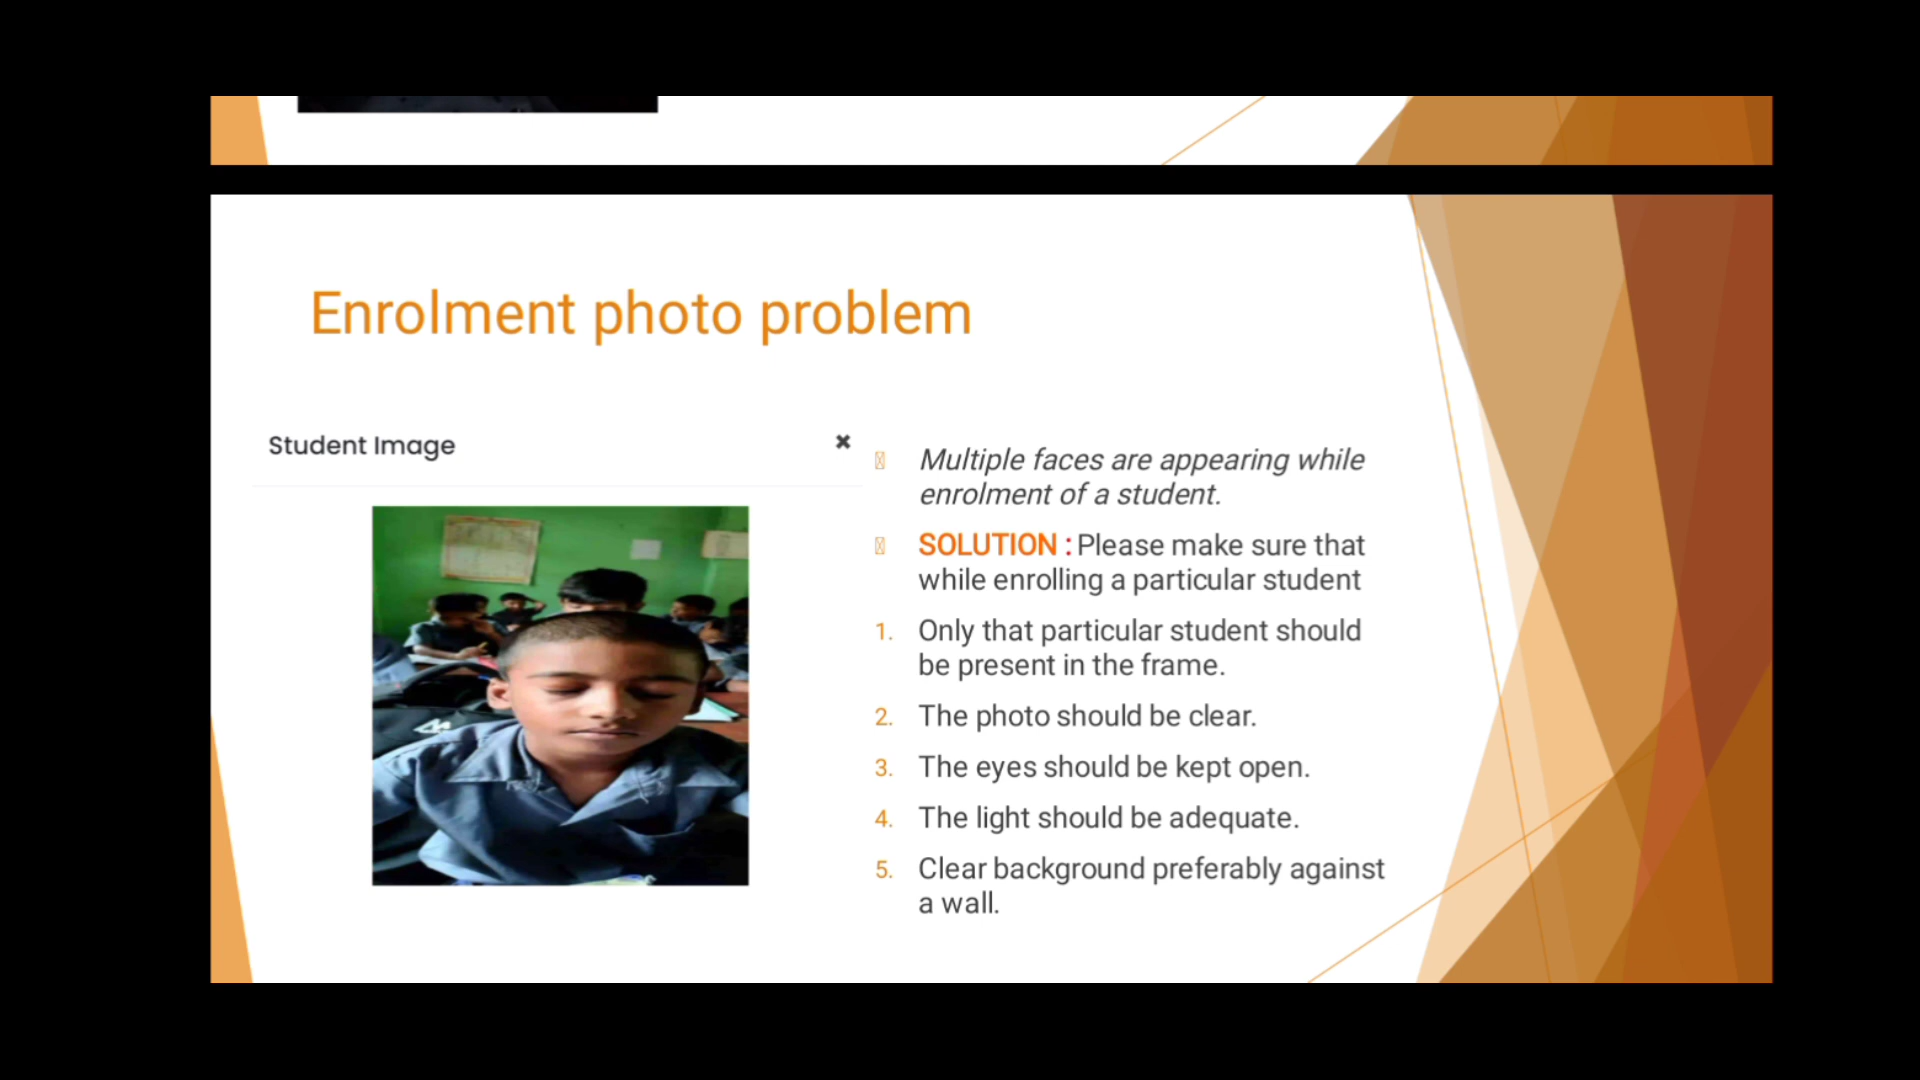 Enrolment photo problem
Student Image
Multiple faces are appearing while
enrolment of a student.
SOLUTION : Please make sure that
while enrolling a particular student
1. Only that particular student should
be present in the frame.
2. The photo should be clear.
3. The eyes should be kept open.
4. The light should be adequate.
5. Clear background preferably against
a wall.